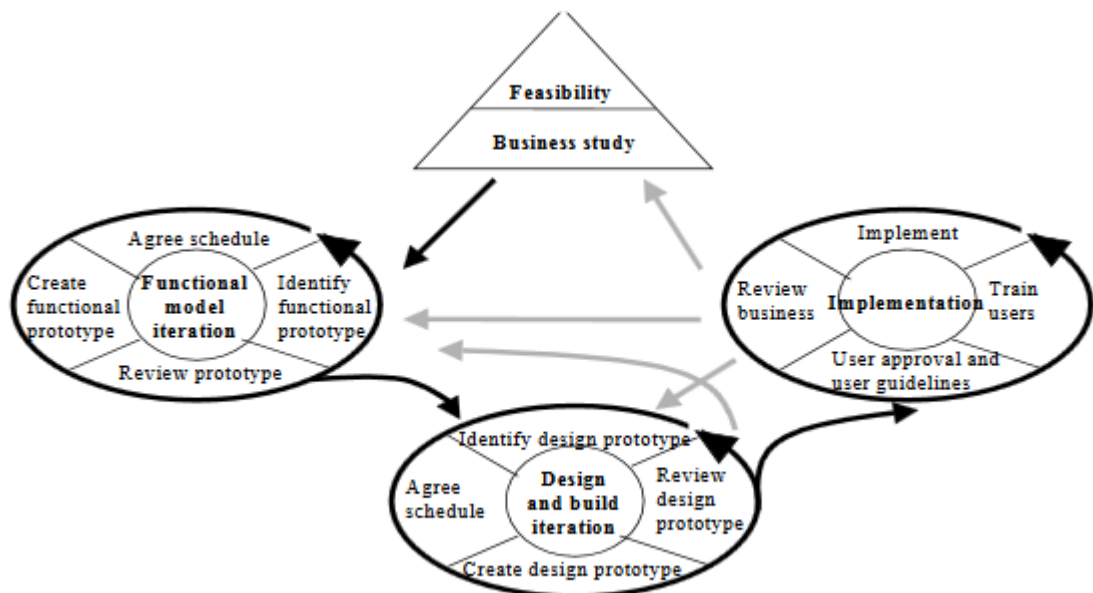 Feasibility
Business study
Agree schedule
Create
functional
prototype
Functional
model
iteration
Identify
functional
prototype
Review prototype
Implement
Review
business
Implementation
Train
users
User approval and
user guidelines
Identify design prototype
Agree
schedule
Design
and build
iteration
Review
design
prototype
Create design prototype